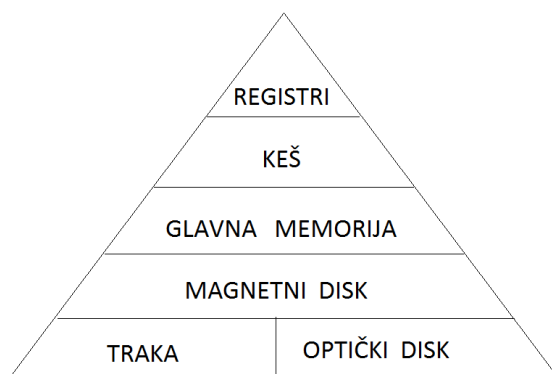 REGISTRI
KEŠ
GLAVNA MEMORIJA
MAGNETNI DISK
TRAKA
OPTIČKI DISK